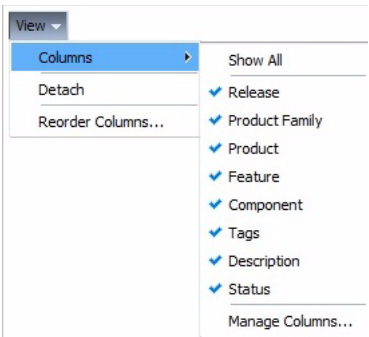 View
Columns
Detach
Reorder Columns...
Show All
Release
Product Family
Product
Feature
Component
Tags
Description
Status
Manage Columns...